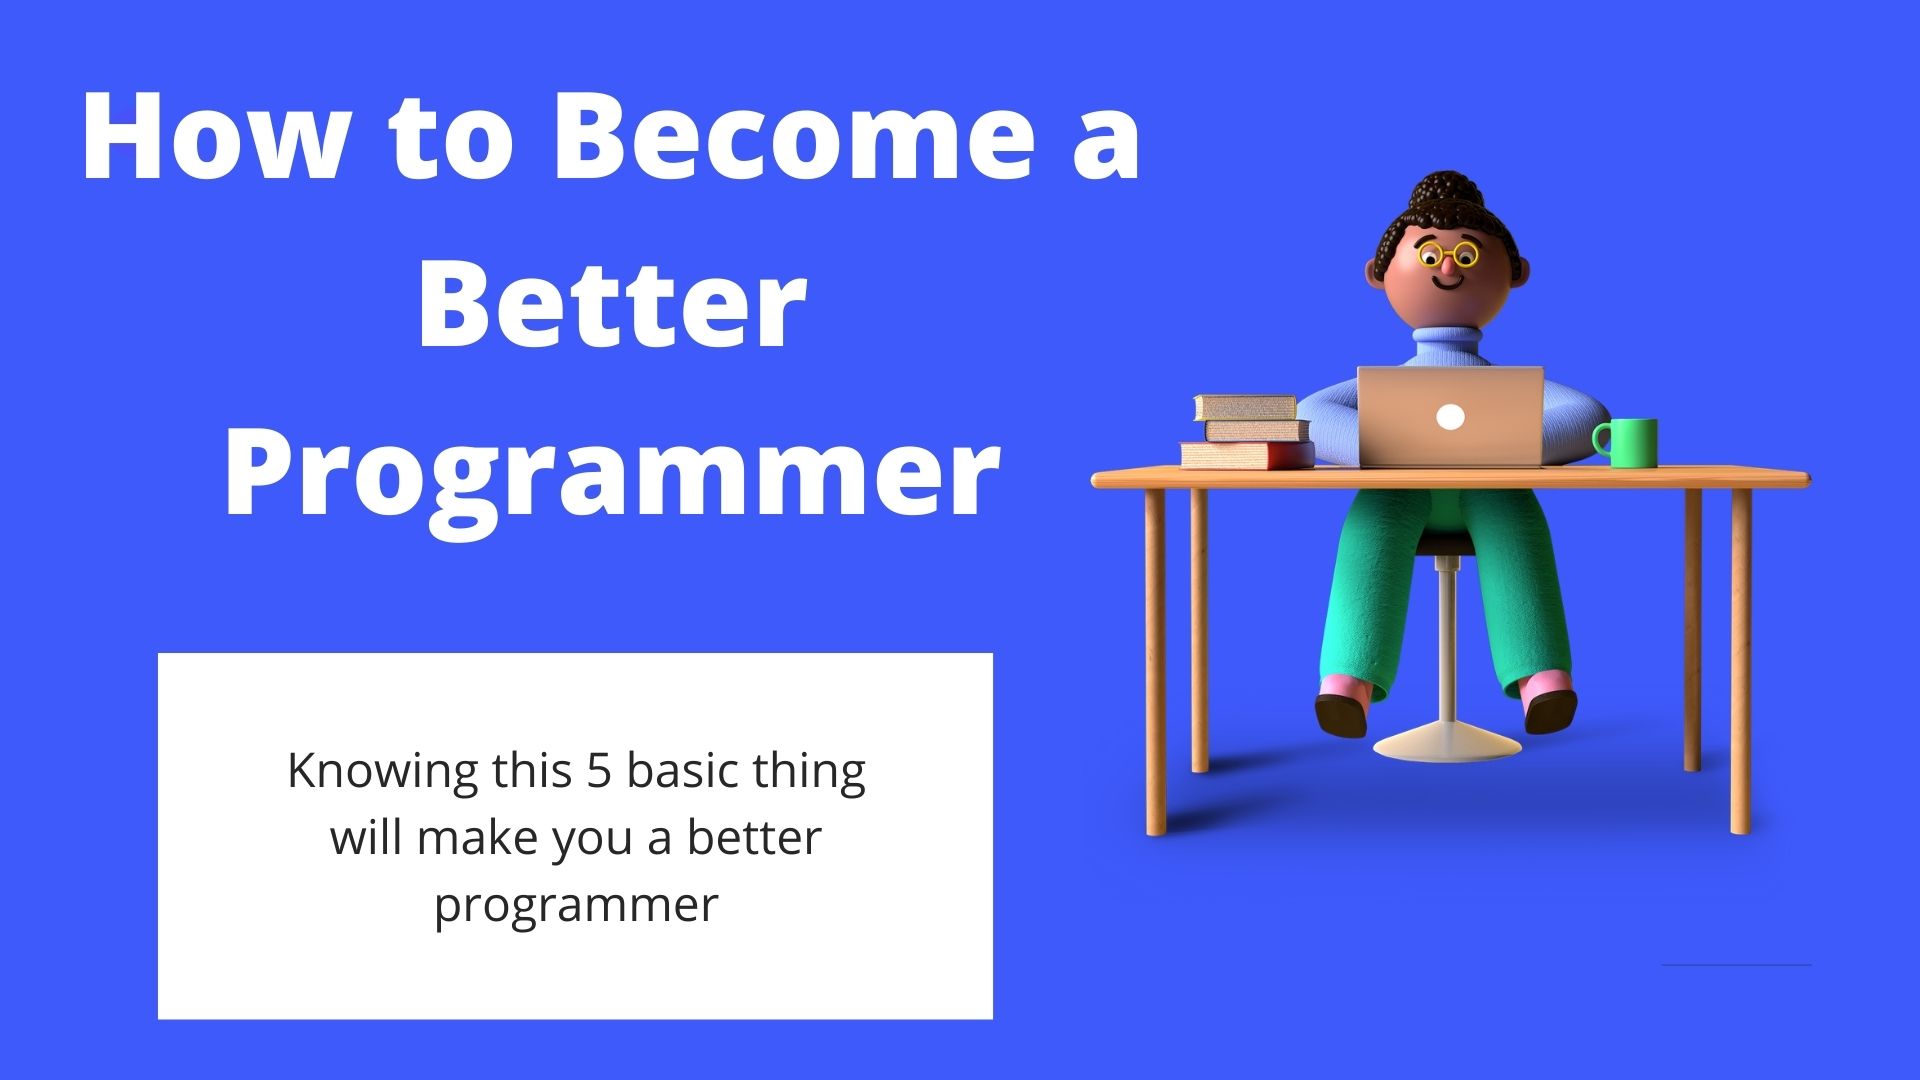 How to Become a
Better
Programmer
Knowing this 5 basic thing
will make you a better
programmer